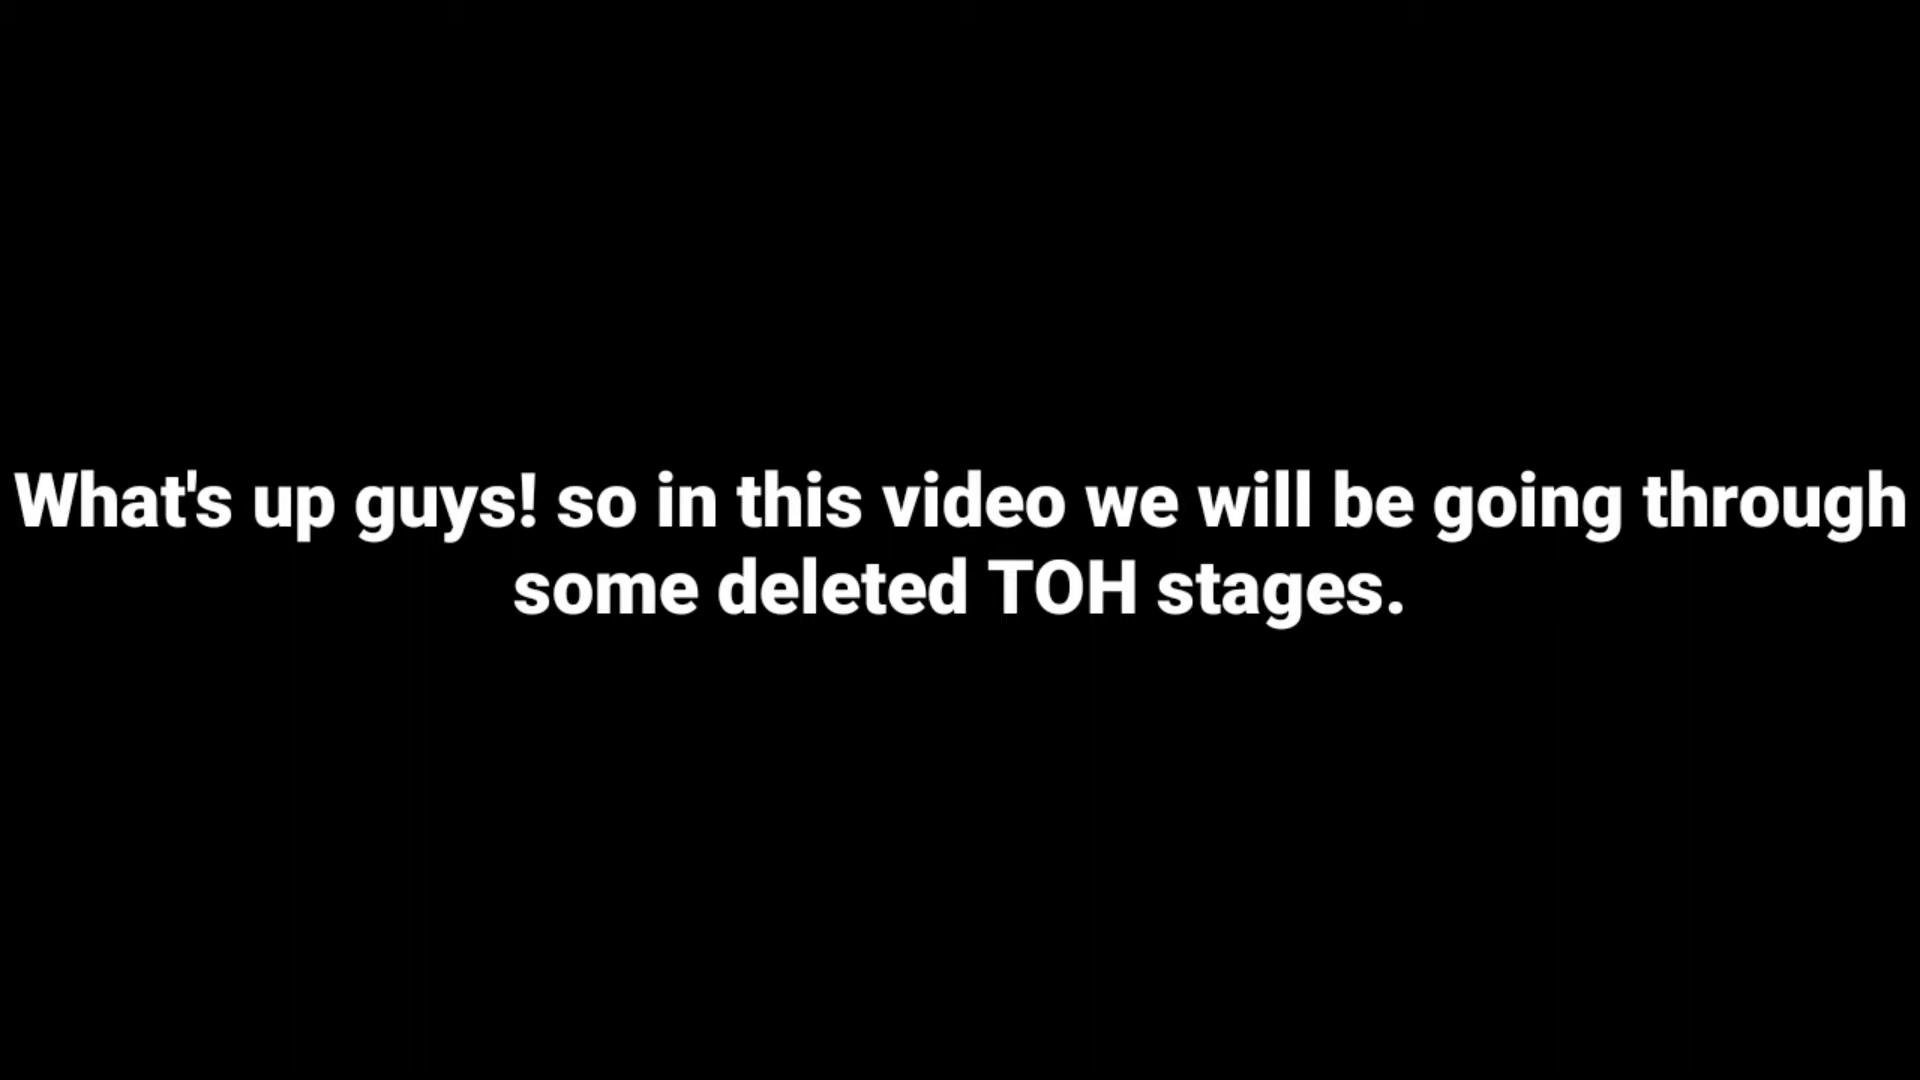 What's up guys! so in this video we will be going through
some deleted TOH stages.